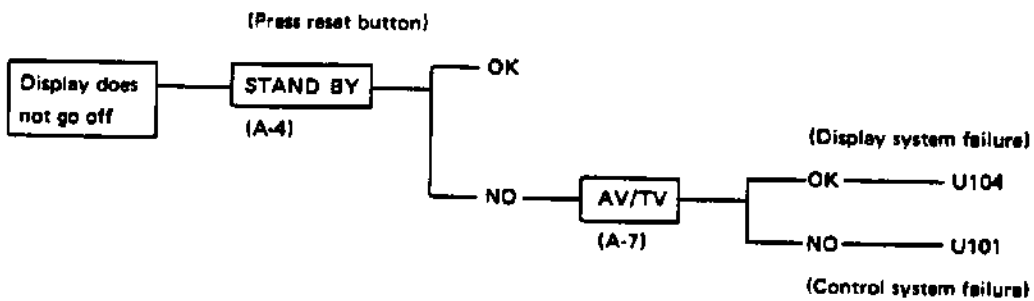 (Press reset button)
Display does
not go off
STAND BY
(A-4)
OK
NO
AV/TV
(A-7)
(Display system failure)
OK
U104
NO
U101
(Control system failure)